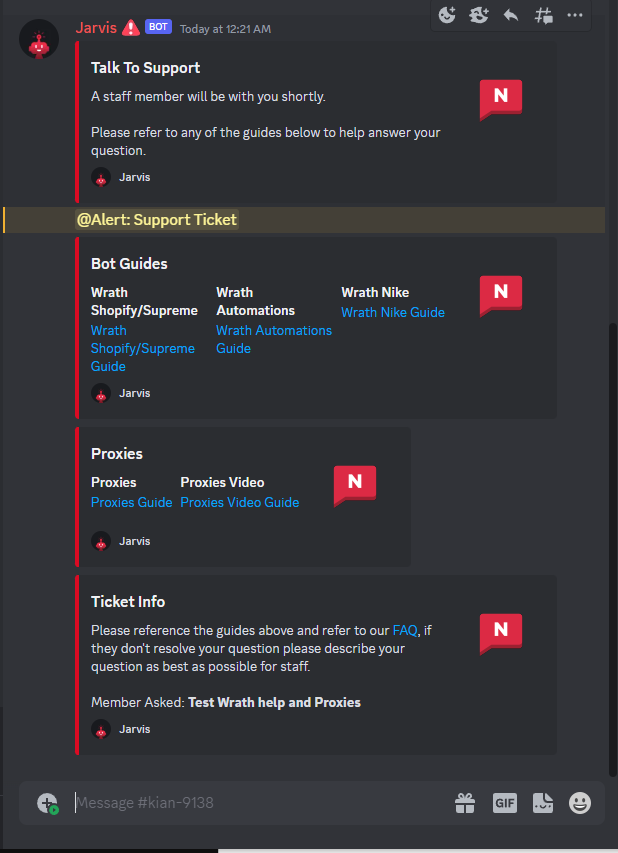 Jarvis BOT Today at 12:21 AM
Talk To Support
A staff member will be with you shortly.
N
Please refer to any of the guides below to help answer your
question.
Jarvis
@Alert: Support Ticket
Bot Guides
N
Wrath
Shopify/Supreme
Wrath
Shopify/Supreme
Guide
Wrath
Automations
Wrath Automations
Guide
Wrath Nike
Wrath Nike Guide
Jarvis
Proxies
N
Proxies
Proxies Guide
Proxies Video
Proxies Video Guide
Jarvis
Ticket Info
N
Please reference the guides above and refer to our FAQ, if
they don't resolve your question please describe your
question as best as possible for staff.
Member Asked: Test Wrath help and Proxies
Jarvis
Message #kian-9138
GIF